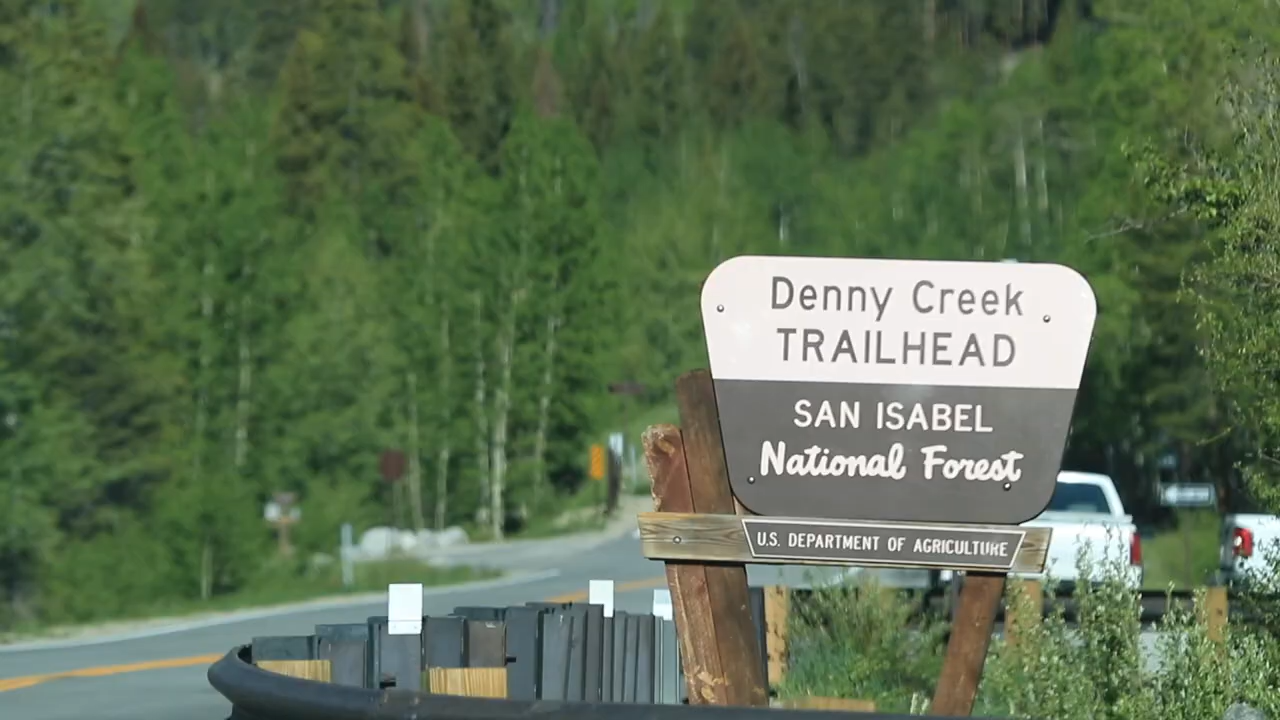 Denny Creek
TRAILHEAD
SAN ISABEL
National Forest
U.S. DEPARTMENT OF AGRICULTURE